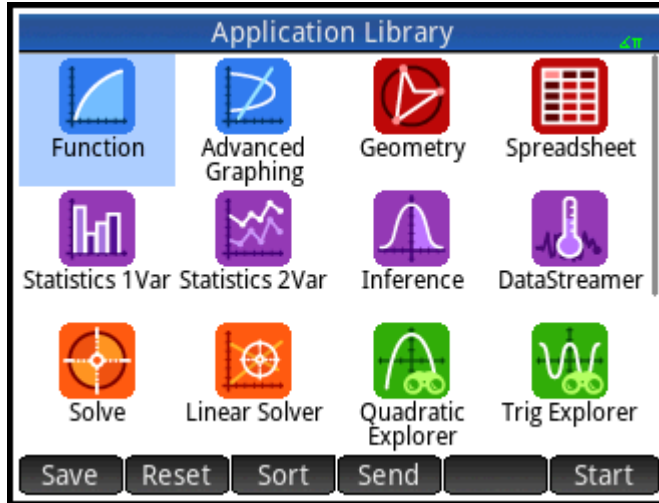 Application Library
∡π
Function
Advanced
Graphing
Geometry
Spreadsheet
Statistics 1Var
Statistics 2Var
Inference
DataStreamer
Solve
Linear Solver
Quadratic
Explorer
Trig Explorer
Save
Reset
Sort
Send
Start